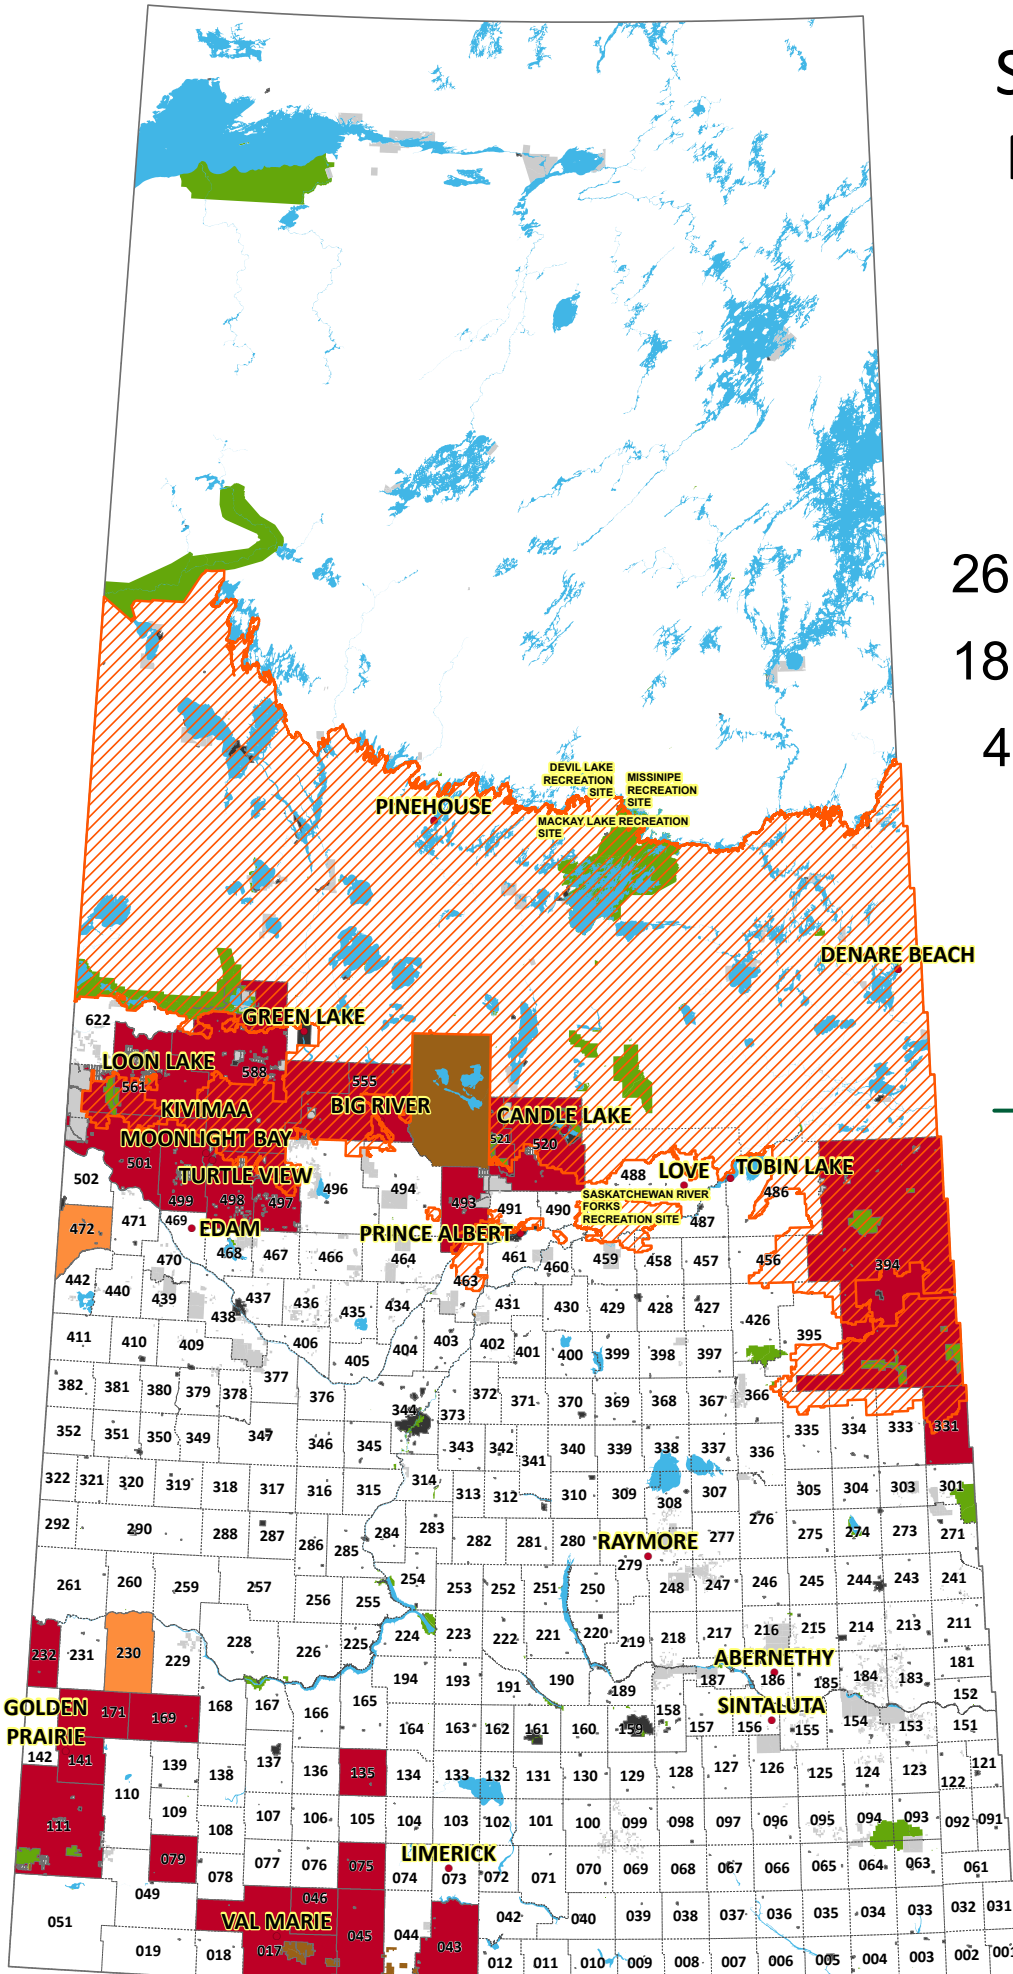 S
26
18
4
DEVIL LAKE
RECREATION
SITE
MISSINIPE
RECREATION
SITE
PINEHOUSE
MACKAY LAKE RECREATION
SITE
DENARE BEACH
622
GREEN LAKE
LOON LAKE
588
561
555
KIVIMAA
BIG RIVER
CANDLE LAKE
MOONLIGHT BAY
521 520
501
502
TURTLE VIEW
496 494
488 LOVE TOBIN LAKE
486
499 498 497
493
491 490
SASKATCHEWAN RIVER
FORKS
RECREATION SITE
487
472 471 469 EDAM
PRINCE ALBERT
470 468 467 466 464 461 460 459 458 457 456
463
394
442 440 439 438 437 436 435 434 431 430 429 428 427 426
395
411 410 409 406 405 404 403 402 401 400 399 398 397
382 381 380 379 378 377 376 372 371 370 369 368 367 366
344 373
352 351 350 349 347 346 345 343 342 341 340 339 338 337 336 335 334 333 331
322 321 320 319 318 317 316 315 314 313 312 310 309 308 307 305 304 303 301
292 290 288 287 286 285 284 283 282 281 280 RAYMORE 277 276 275 274 273 271
279
261 260 259 257 256 255 254 253 252 251 250 248 247 246 245 244 243 241
232 231 230 229 228 226 225 224 223 222 221 220 219 218 217 216 215 214 213 211
ABERNETHY
194 193 191 190 189 187 186 185 184 183 181
GOLDEN
PRAIRIE
171 169 168 167 166 165 164 163 162 161 160 159 158 157 156 155 154 153 152 151
SINTALUTA
142 141 139 138 137 136 135 134 133 132 131 130 129 128 127 126 125 124 123 122 121
111 110 109 108 107 106 105 104 103 102 101 100 099 098 097 096 095 094 093 092 091
LIMERICK
079 078 077 076 075 074 073 072 071 070 069 068 067 066 065 064 063 061
051 049 046 045 044 043 042 040 039 038 037 036 035 034 033 032 031
VAL MARIE
019 018 017 012 011 010 009 008 007 006 005 004 003 002